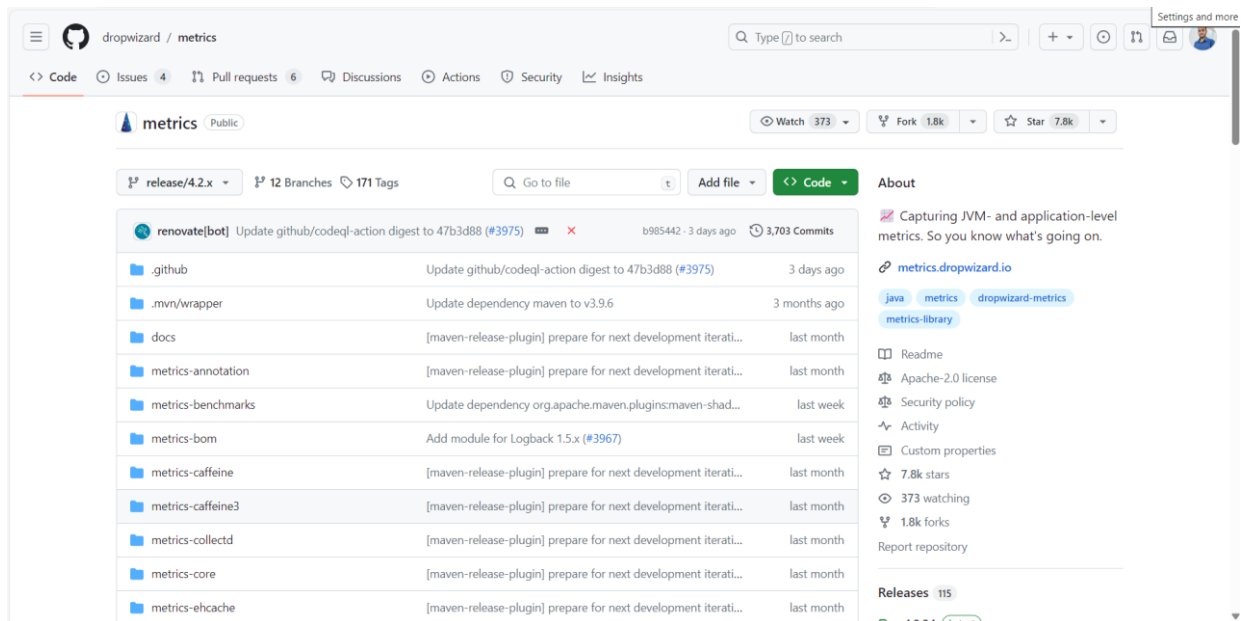 Settings and more
dropwizard / metrics
Type / to search
Code Issues 4 Pull requests 6 Discussions Actions Security Insights
metrics Public
Watch 373 Fork 1.8k Star 7.8k
release/4.2.x 12 Branches 171 Tags Go to file t Add file Code
renovate[bot] Update github/codeql-action digest to 47b3d88 (#3975) b985442 · 3 days ago 3,703 Commits
.github Update github/codeql-action digest to 47b3d88 (#3975) 3 days ago
.mvn/wrapper Update dependency maven to v3.9.6 3 months ago
docs [maven-release-plugin] prepare for next development iterati... last month
metrics-annotation [maven-release-plugin] prepare for next development iterati... last month
metrics-benchmarks Update dependency org.apache.maven.plugins:maven-shad... last week
metrics-bom Add module for Logback 1.5.x (#3967) last week
metrics-caffeine [maven-release-plugin] prepare for next development iterati... last month
metrics-caffeine3 [maven-release-plugin] prepare for next development iterati... last month
metrics-collectd [maven-release-plugin] prepare for next development iterati... last month
metrics-core [maven-release-plugin] prepare for next development iterati... last month
metrics-ehcache [maven-release-plugin] prepare for next development iterati... last month
About
Capturing JVM- and application-level
metrics. So you know what's going on.
metrics.dropwizard.io
java metrics dropwizard-metrics
metrics-library
Readme
Apache-2.0 license
Security policy
Activity
Custom properties
7.8k stars
373 watching
1.8k forks
Report repository
Releases 115